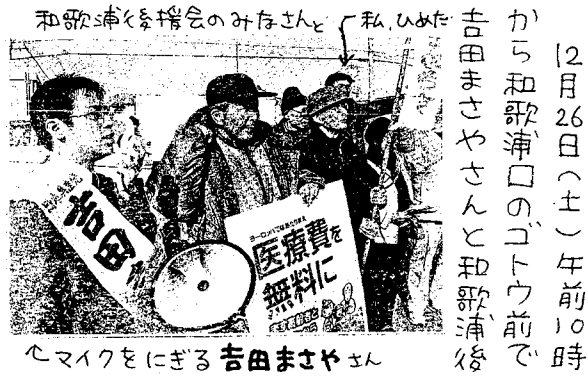 和歌浦後援会のみなさんと
私、ひめだ
12月26日(土)午前10時
から和歌浦口のゴトウ前で
吉田まさやさんと和歌浦後
吉田
医療費を
無料に
マイクをにぎる吉田まさやさん